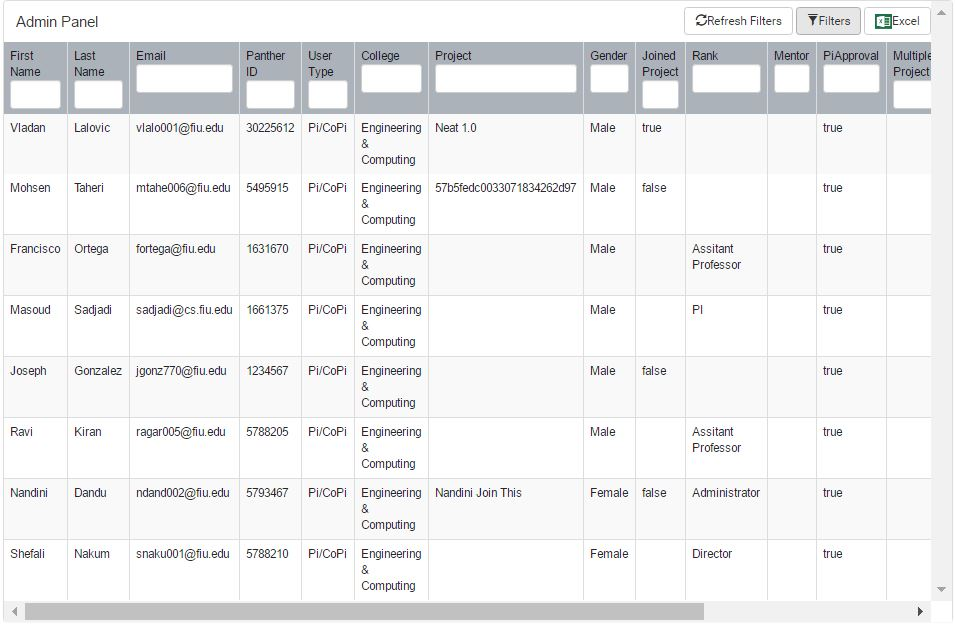 Admin Panel
Refresh Filters Filters Excel
First Name Last Name Email Panther ID User Type College Project Gender Joined Project Rank Mentor PiApproval Multiple Project
Vladan Lalovic vlalo001@fiu.edu 30225612 Pi/CoPi Engineering & Computing Neat 1.0 Male true true
Mohsen Taheri mtahe006@fiu.edu 5495915 Pi/CoPi Engineering & Computing 57b5fedc0033071834262d97 Male false true
Francisco Ortega fortega@fiu.edu 1631670 Pi/CoPi Engineering & Computing Male Assitant Professor true
Masoud Sadjadi sadjadi@cs.fiu.edu 1661375 Pi/CoPi Engineering & Computing Male PI true
Joseph Gonzalez jgonz770@fiu.edu 1234567 Pi/CoPi Engineering & Computing Male false true
Ravi Kiran ragar005@fiu.edu 5788205 Pi/CoPi Engineering & Computing Male Assitant Professor true
Nandini Dandu ndand002@fiu.edu 5793467 Pi/CoPi Engineering & Computing Nandini Join This Female false Administrator true
Shefali Nakum snaku001@fiu.edu 5788210 Pi/CoPi Engineering & Computing Female Director true